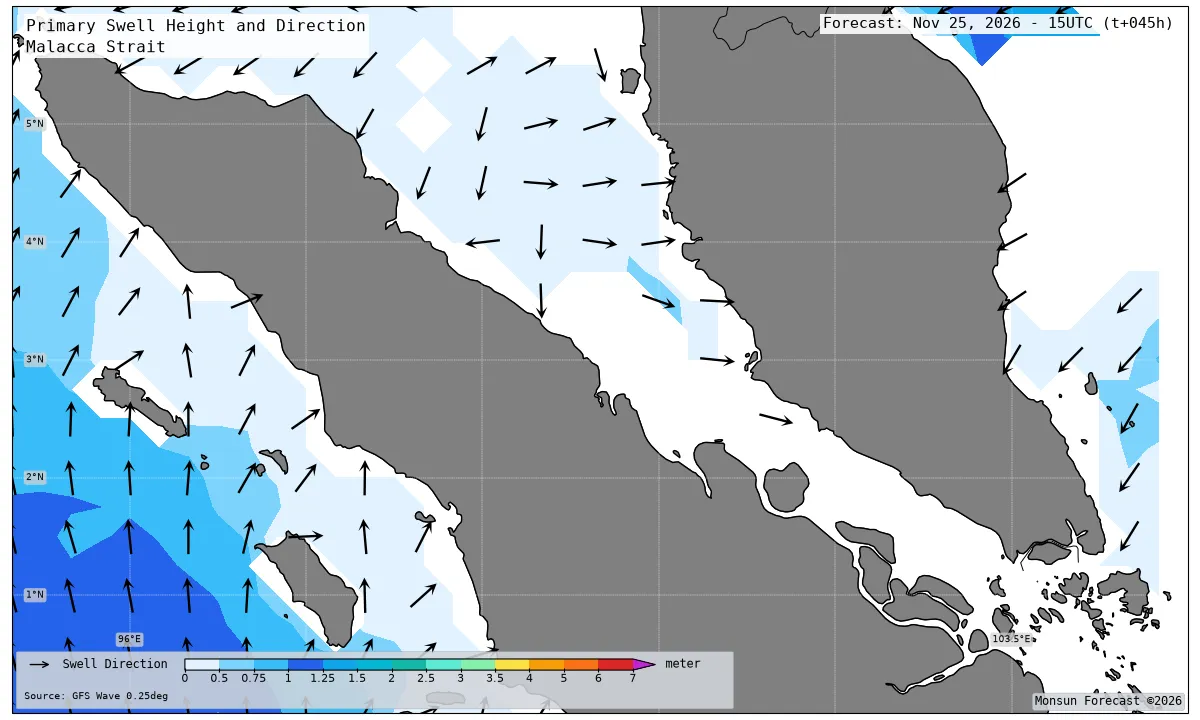 Primary Swell Height and Direction
Malacca Strait
Forecast: Nov 25, 2026 - 15UTC (t+045h)
5°N
4°N
3°N
2°N
1°N
96°E
103.5°E
Swell Direction
0 0.5 0.75 1 1.25 1.5 2 2.5 3 3.5 4 5 6 7
meter
Source: GFS Wave 0.25deg
Monsun Forecast ©2026